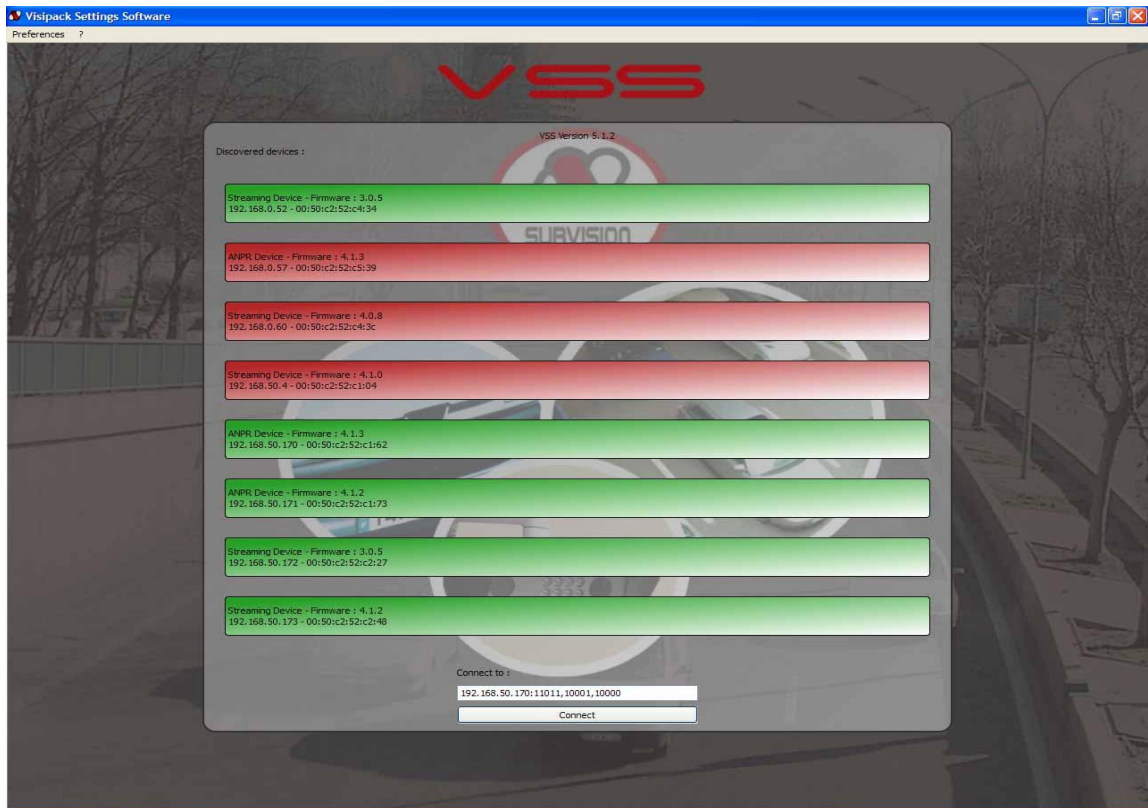 Visipack Settings Software
Preferences ?
VSS
VSS Version 5.1.2
Discovered devices :
SURVISION
Streaming Device - Firmware : 3.0.5
192.168.0.52 - 00:50:c2:52:c4:34
ANPR Device - Firmware : 4.1.3
192.168.0.57 - 00:50:c2:52:c5:39
Streaming Device - Firmware : 4.0.8
192.168.0.60 - 00:50:c2:52:c4:3c
Streaming Device - Firmware : 4.1.0
192.168.50.4 - 00:50:c2:52:c1:04
ANPR Device - Firmware : 4.1.3
192.168.50.170 - 00:50:c2:52:c1:62
ANPR Device - Firmware : 4.1.2
192.168.50.171 - 00:50:c2:52:c1:73
Streaming Device - Firmware : 3.0.5
192.168.50.172 - 00:50:c2:52:c2:27
Streaming Device - Firmware : 4.1.2
192.168.50.173 - 00:50:c2:52:c2:48
Connect to :
192.168.50.170:11011,10001,10000
Connect